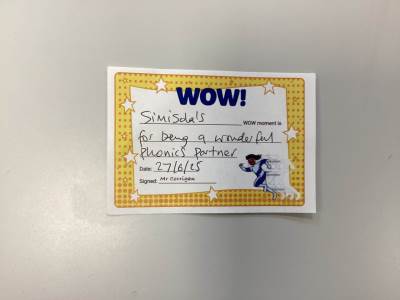 WOW!
Simisola's WOW moment is
for being a wonderful
Phonics Partner
Date: 27/6/25
Signed: Mr Corrigan